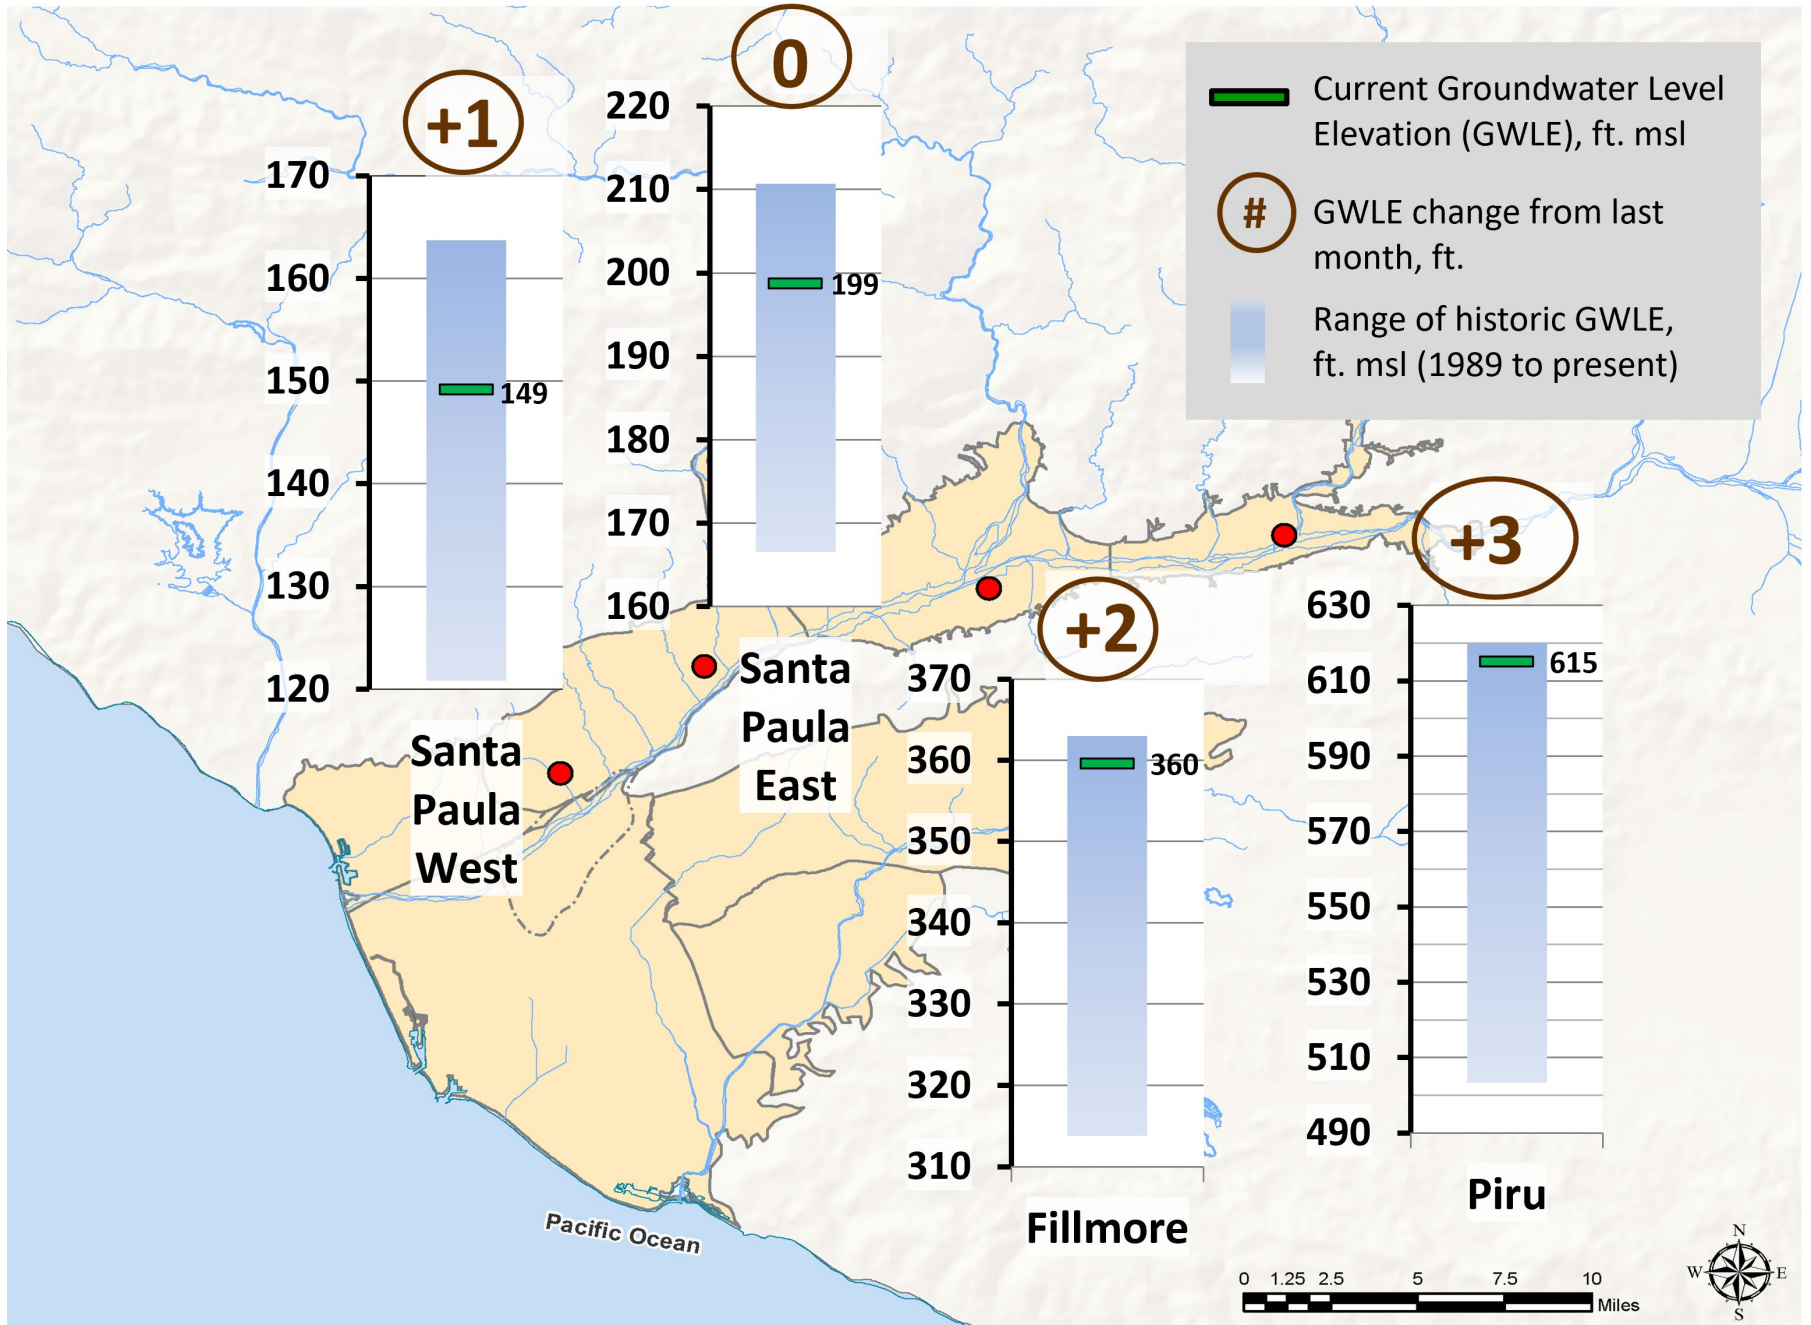 Current Groundwater Level
Elevation (GWLE), ft. msl
#
GWLE change from last
month, ft.
Range of historic GWLE,
ft. msl (1989 to present)
+1
170
160
150
140
130
120
149
Santa
Paula
West
0
220
210
200
190
180
170
160
199
Santa
Paula
East
+2
370
360
350
340
330
320
310
360
Fillmore
+3
630
610
590
570
550
530
510
490
615
Piru
Pacific Ocean
0 1.25 2.5 5 7.5 10
Miles
N
W E
S